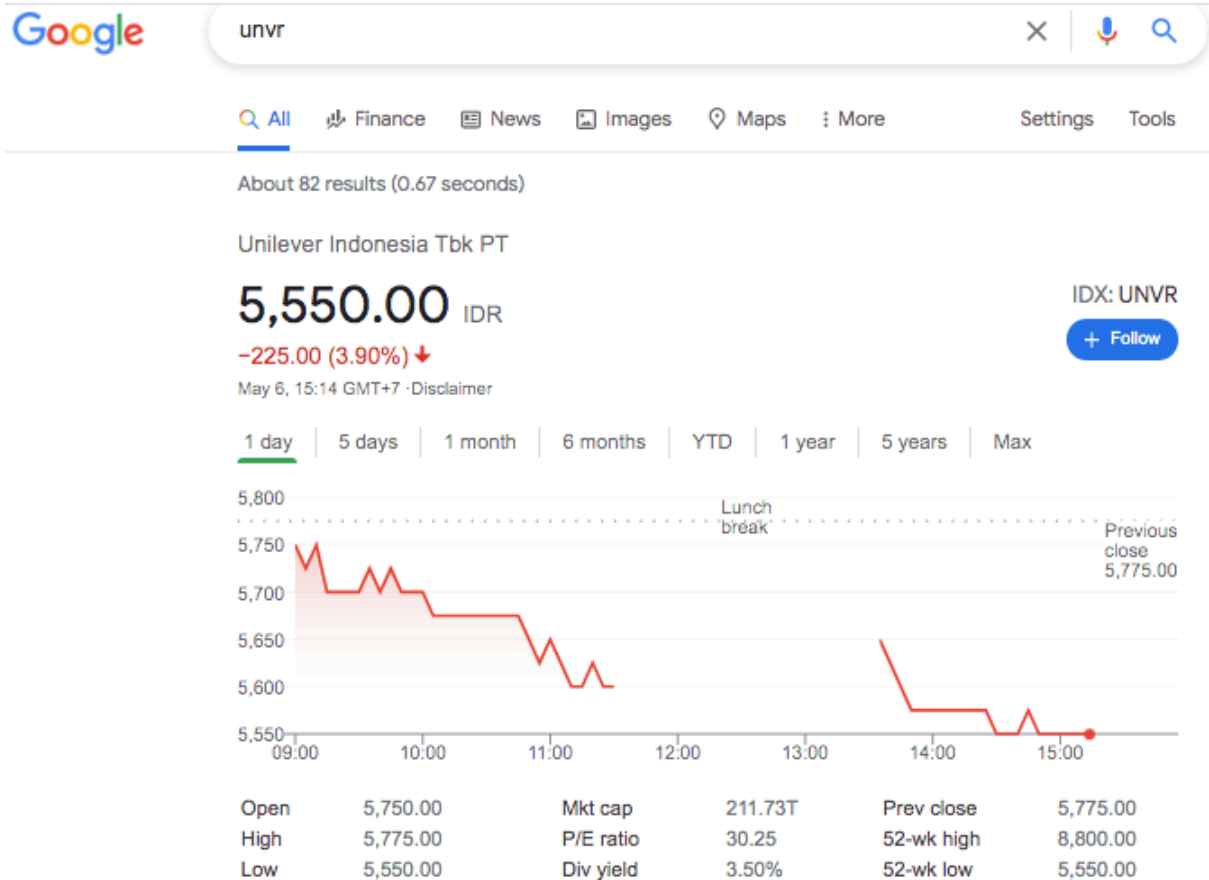 Google unvr
All Finance News Images Maps More Settings Tools
About 82 results (0.67 seconds)
Unilever Indonesia Tbk PT
5,550.00 IDR
IDX: UNVR
−225.00 (3.90%)
+ Follow
May 6, 15:14 GMT+7 · Disclaimer
1 day 5 days 1 month 6 months YTD 1 year 5 years Max
5,800
Lunch
break
Previous
close
5,775.00
5,750
5,700
5,650
5,600
5,550
09:00 10:00 11:00 12:00 13:00 14:00 15:00
Open 5,750.00 Mkt cap 211.73T Prev close 5,775.00
High 5,775.00 P/E ratio 30.25 52-wk high 8,800.00
Low 5,550.00 Div yield 3.50% 52-wk low 5,550.00